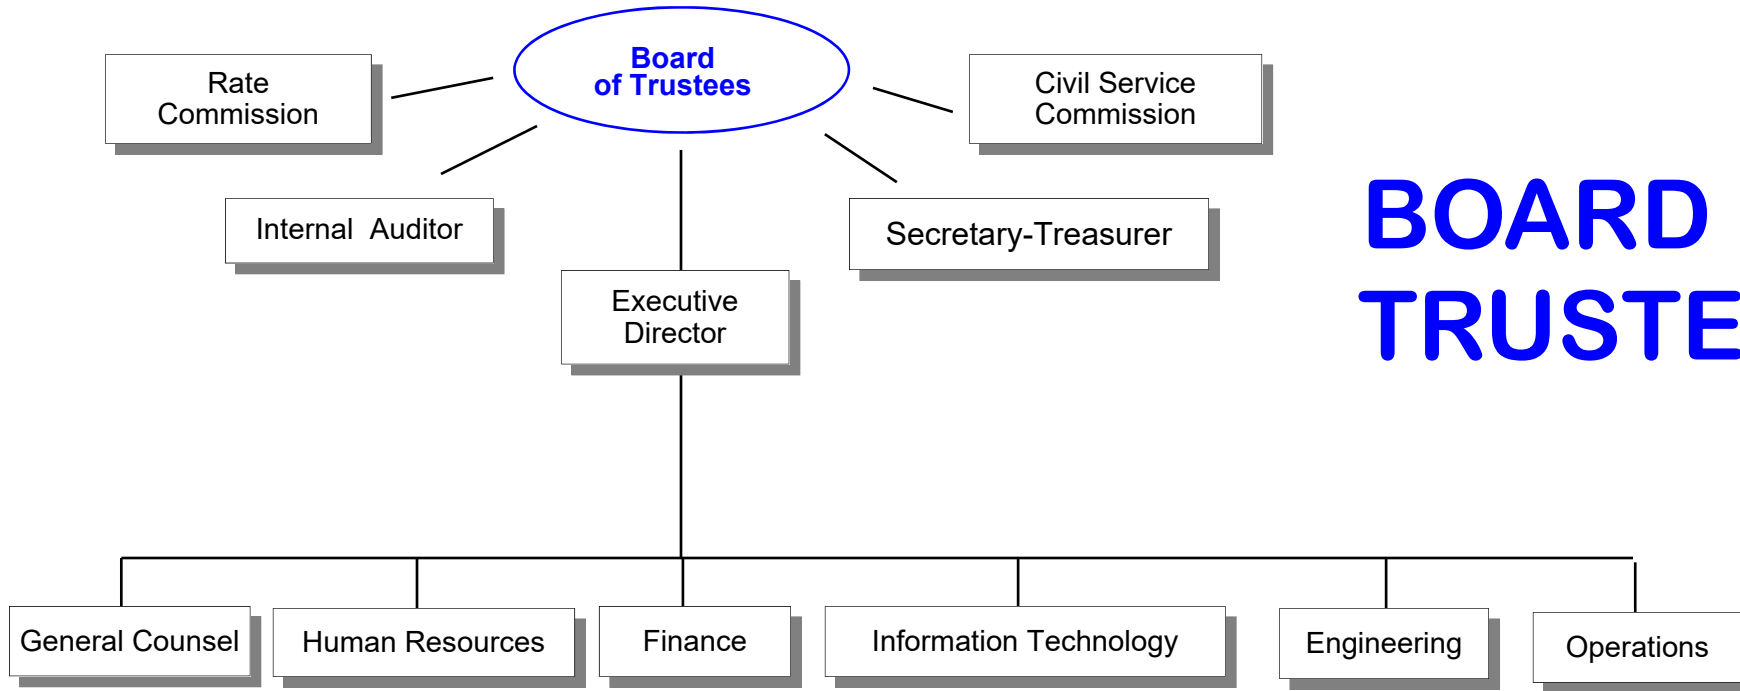 Board
of Trustees
Rate
Commission
Civil Service
Commission
Internal  Auditor
Secretary-Treasurer
BOARD
TRUSTE
Executive
Director
General Counsel
Human Resources
Finance
Information Technology
Engineering
Operations